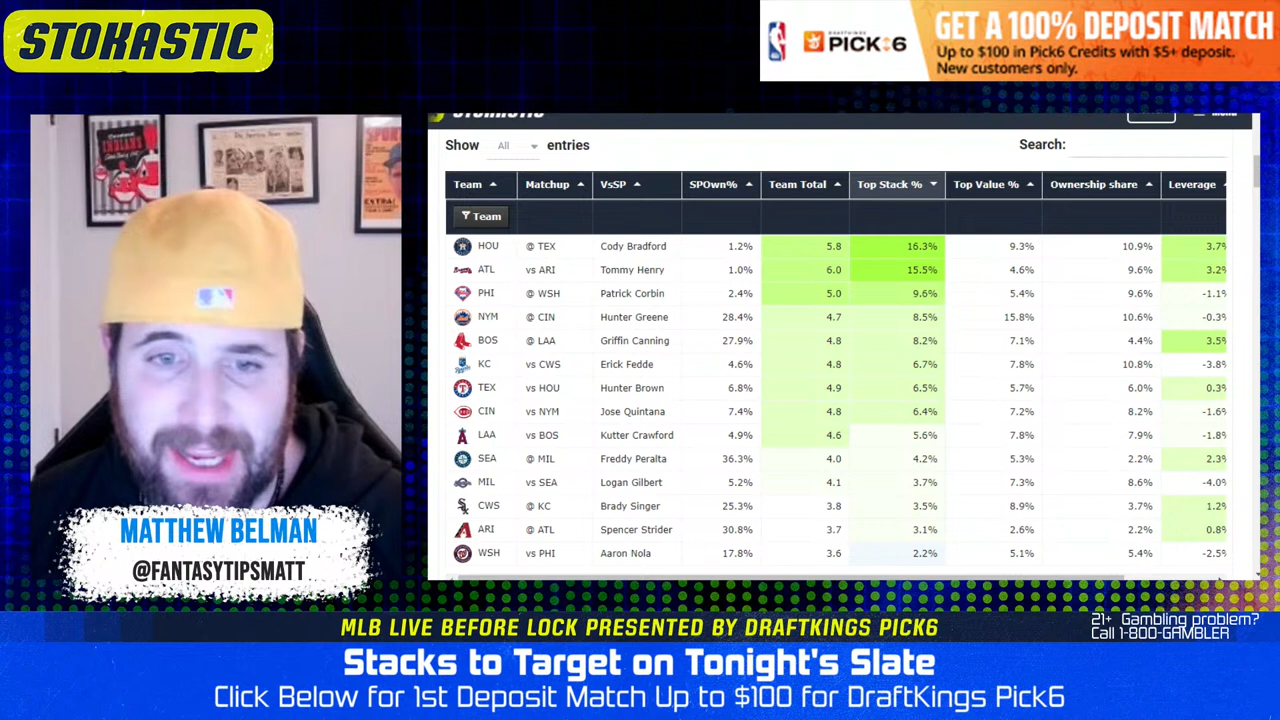 STOKASTIC
GET A 100% DEPOSIT MATCH
DRAFTKINGS
PICK6
Up to $100 in Pick6 Credits with $5+ deposit.
New customers only.
INDIANS
STOKASTIC
Show All entries
Search:
Team Matchup VsSP SPOwn% Team Total Top Stack % Top Value % Ownership share Leverage
Team
HOU @ TEX Cody Bradford 1.2% 5.8 16.3% 9.3% 10.9% 3.7%
ATL vs ARI Tommy Henry 1.0% 6.0 15.5% 4.6% 9.6% 3.2%
PHI @ WSH Patrick Corbin 2.4% 5.0 9.6% 5.4% 9.6% -1.1%
NYM @ CIN Hunter Greene 28.4% 4.7 8.5% 15.8% 10.6% -0.3%
BOS @ LAA Griffin Canning 27.9% 4.8 8.2% 7.1% 4.4% 3.5%
KC vs CWS Erick Fedde 4.6% 4.8 6.7% 7.8% 10.8% -3.8%
TEX vs HOU Hunter Brown 6.8% 4.9 6.5% 5.7% 6.0% 0.3%
CIN vs NYM Jose Quintana 7.4% 4.8 6.4% 7.2% 8.2% -1.6%
LAA vs BOS Kutter Crawford 4.9% 4.6 5.6% 7.8% 7.9% -1.8%
SEA @ MIL Freddy Peralta 36.3% 4.0 4.2% 5.3% 2.2% 2.3%
MIL vs SEA Logan Gilbert 5.2% 4.1 3.7% 7.3% 8.6% -4.0%
CWS @ KC Brady Singer 25.3% 3.8 3.5% 8.9% 3.7% 1.2%
ARI @ ATL Spencer Strider 30.8% 3.7 3.1% 2.6% 2.2% 0.8%
WSH vs PHI Aaron Nola 17.8% 3.6 2.2% 5.1% 5.4% -2.5%
MATTHEW BELMAN
@FANTASYTIPSMATT
MLB LIVE BEFORE LOCK PRESENTED BY DRAFTKINGS PICK6
21+ Gambling problem?
Call 1-800-GAMBLER
Stacks to Target on Tonight's Slate
Click Below for 1st Deposit Match Up to $100 for DraftKings Pick6